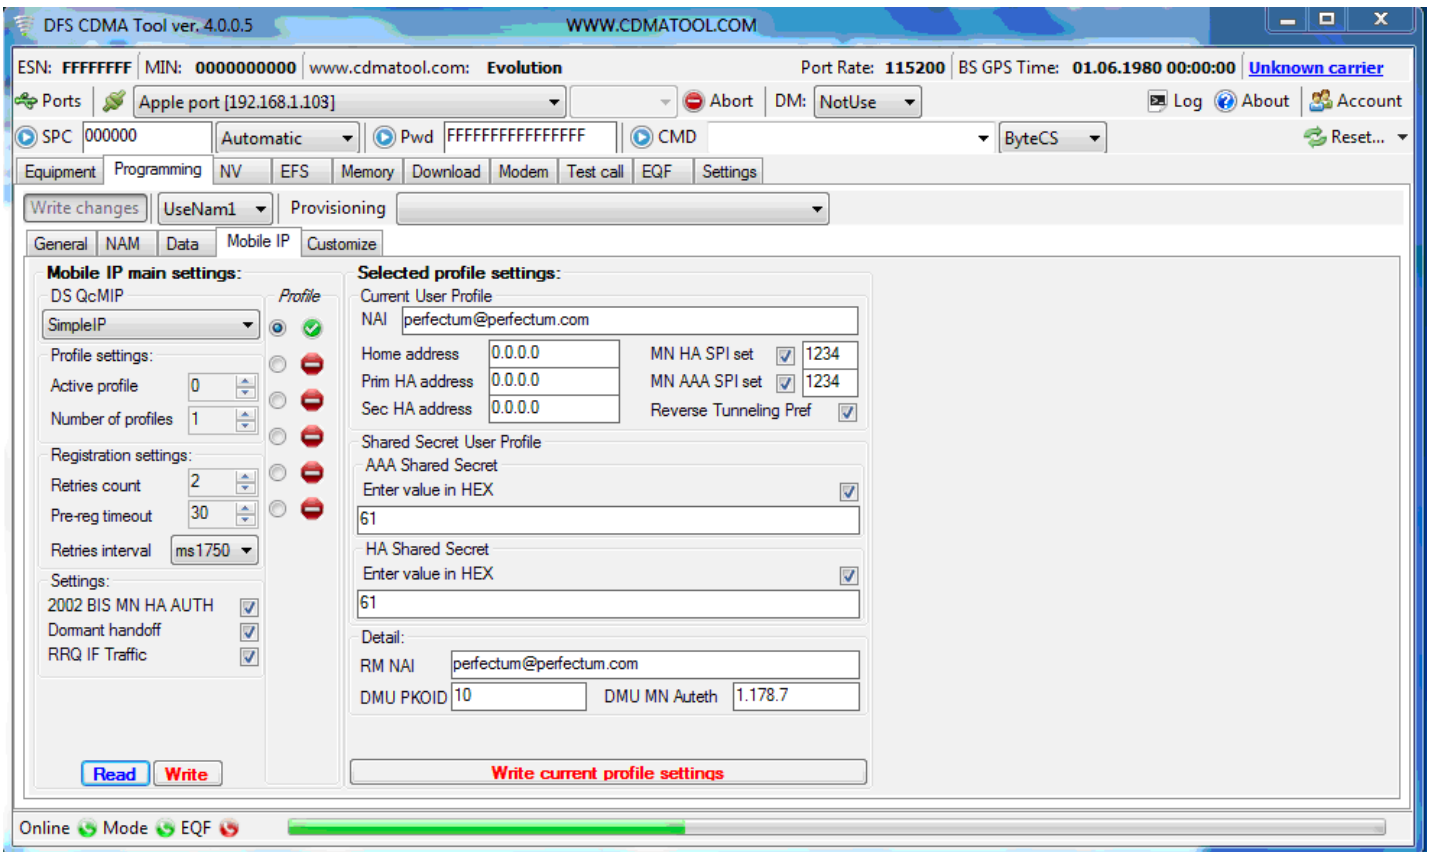 DFS CDMA Tool ver. 4.0.0.5 WWW.CDMATOOL.COM
ESN: FFFFFFFF MIN: 0000000000 www.cdmatool.com: Evolution Port Rate: 115200 BS GPS Time: 01.06.1980 00:00:00 Unknown carrier
Ports Apple port [192.168.1.103] Abort DM: NotUse Log About Account
SPC 000000 Automatic Pwd FFFFFFFFFFFFFFFF CMD ByteCS Reset...
Equipment Programming NV EFS Memory Download Modem Test call EQF Settings
Write changes UseNam1 Provisioning
General NAM Data Mobile IP Customize
Mobile IP main settings:
DS QcMIP Profile
SimpleIP
Profile settings:
Active profile 0
Number of profiles 1
Registration settings:
Retries count 2
Pre-reg timeout 30
Retries interval ms1750
Settings:
2002 BIS MN HA AUTH
Dormant handoff
RRQ IF Traffic
Read Write
Selected profile settings:
Current User Profile
NAI perfectum@perfectum.com
Home address 0.0.0.0 MN HA SPI set 1234
Prim HA address 0.0.0.0 MN AAA SPI set 1234
Sec HA address 0.0.0.0 Reverse Tunneling Pref
Shared Secret User Profile
AAA Shared Secret
Enter value in HEX
61
HA Shared Secret
Enter value in HEX
61
Detail:
RM NAI perfectum@perfectum.com
DMU PKOID 10 DMU MN Auteth 1.178.7
Write current profile settings
Online Mode EQF